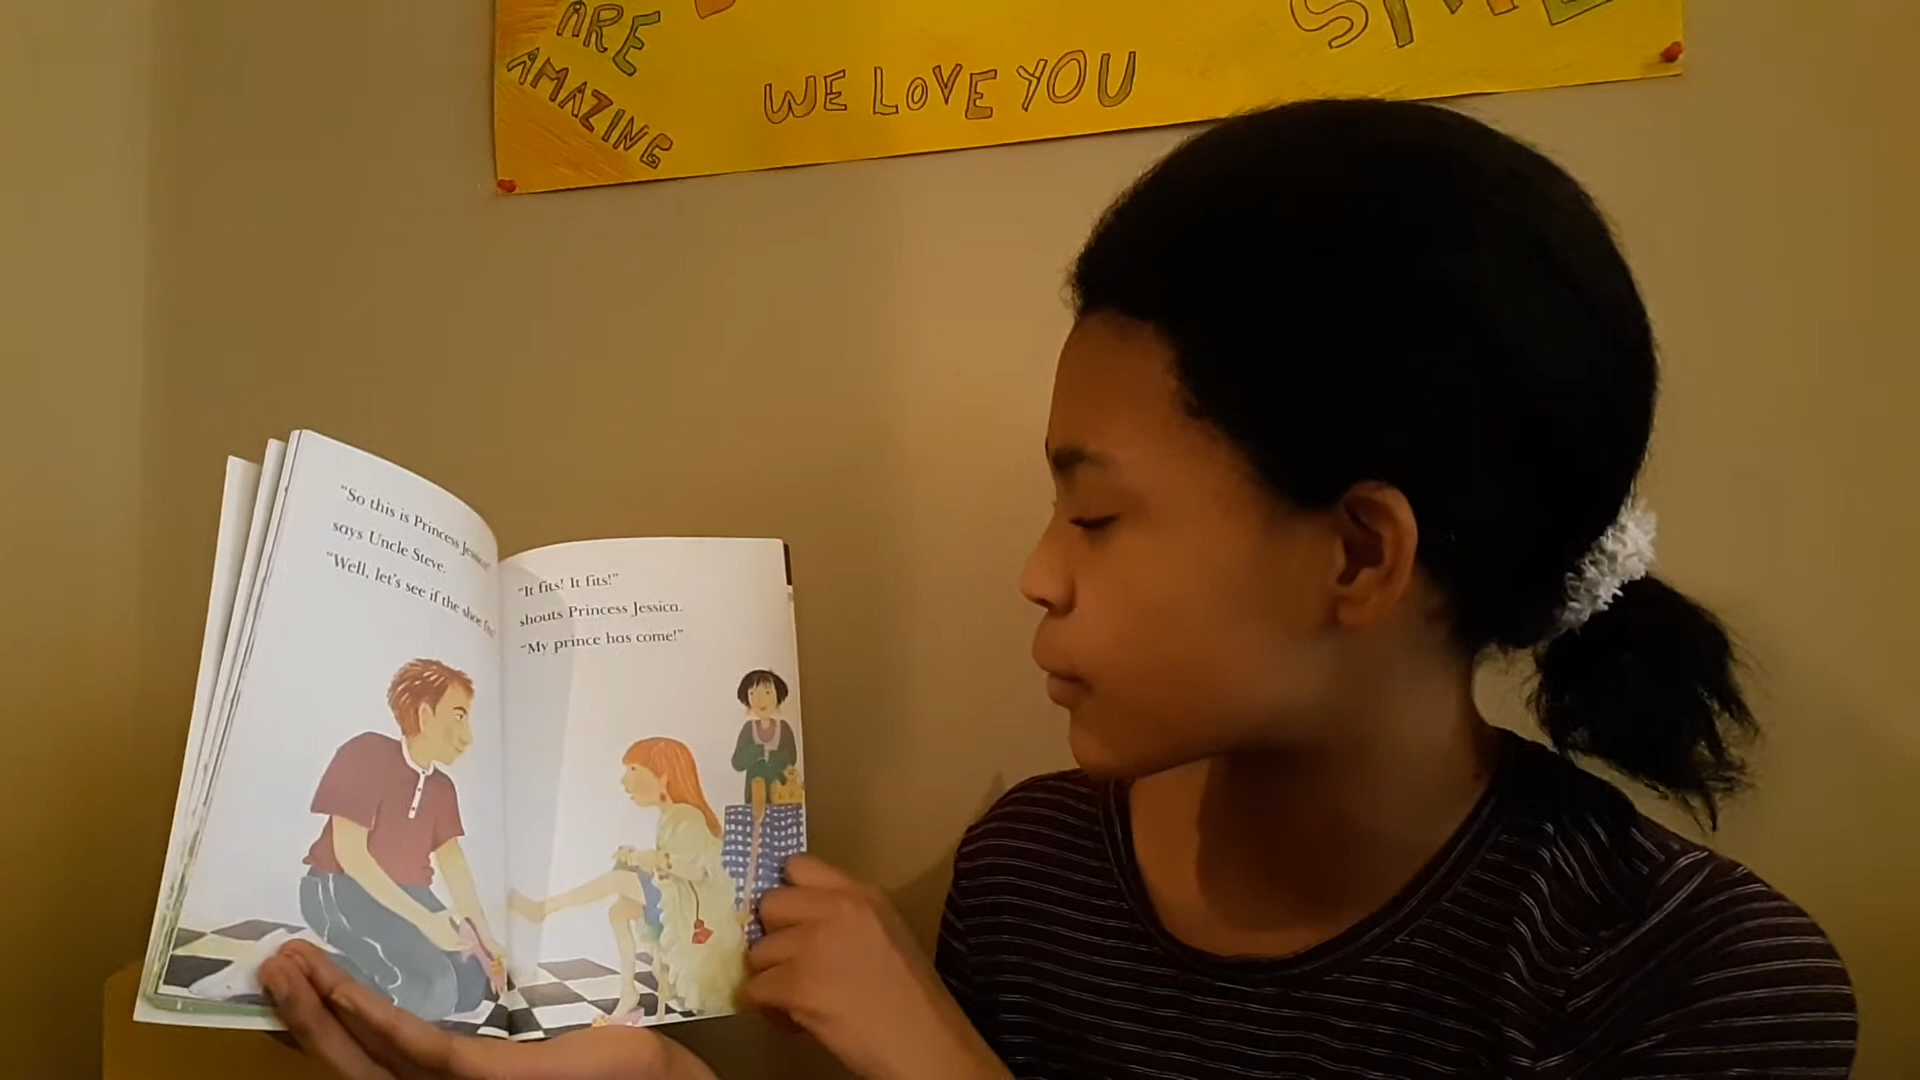 ARE
AMAZING
WE LOVE YOU
"So this is Princess Jessica!"
says Uncle Steve.
"Well, let's see if the shoe fits."
"It fits! It fits!"
shouts Princess Jessica.
"My prince has come!"